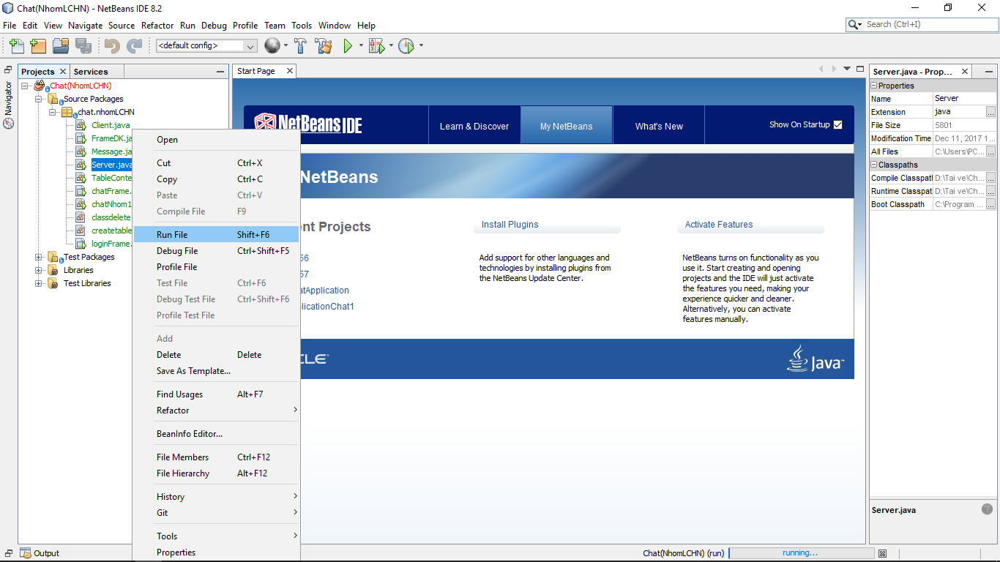 Chat(NhomLCHN) - NetBeans IDE 8.2
File Edit View Navigate Source Refactor Run Debug Profile Team Tools Window Help
Search (Ctrl+I)
<default config>
Projects Services
Navigator
Chat(NhomLCHN)
Source Packages
chat.nhomLCHN
Client.java
FrameDK.ja
Message.ja
Server.java
TableConte
chatFrame.
chatNhom1
classdelete
createtable
loginFrame.
Test Packages
Libraries
Test Libraries
Open
Cut Ctrl+X
Copy Ctrl+C
Paste Ctrl+V
Compile File F9
Run File Shift+F6
Debug File Ctrl+Shift+F5
Profile File
Test File Ctrl+F6
Debug Test File Ctrl+Shift+F6
Profile Test File
Add
Delete Delete
Save As Template...
Find Usages Alt+F7
Refactor
BeanInfo Editor...
File Members Ctrl+F12
File Hierarchy Alt+F12
History
Git
Tools
Properties
Start Page
NetBeans IDE
Learn & Discover
My NetBeans
What's New
Show On Startup
NetBeans
nt Projects
56
57
atApplication
licationChat1
Install Plugins
Add support for other languages and
technologies by installing plugins from
the NetBeans Update Center.
Activate Features
NetBeans turns on functionality as you
use it. Start creating and opening
projects and the IDE will just activate
the features you need, making your
experience quicker and cleaner.
Alternatively, you can activate
features manually.
CLE
Java™
Server.java - Prop...
Properties
Name Server
Extension java ...
File Size 5801
Modification Time Dec 11, 2017 1...
All Files C:\Users\PC... ...
Classpaths
Compile Classpath D:\Tai ve\Ch... ...
Runtime Classpath D:\Tai ve\Ch... ...
Boot Classpath C:\Program ... ...
Server.java
Output
Chat(NhomLCHN) (run) running...